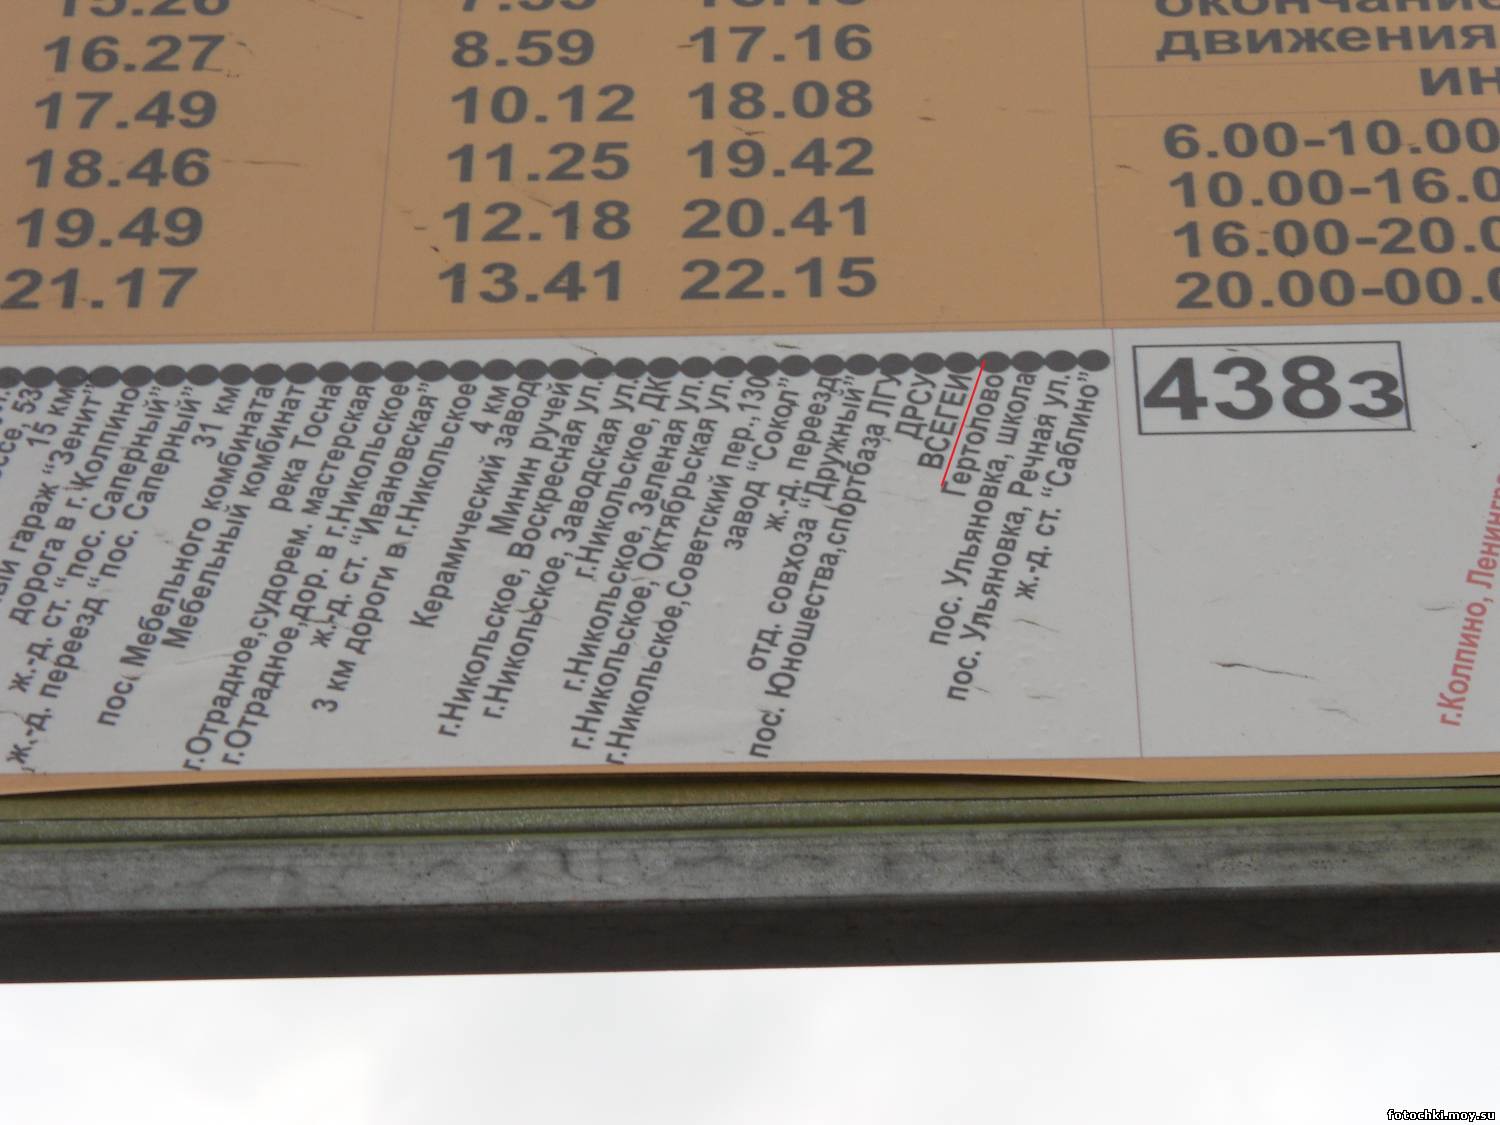 16.27
17.49
18.46
19.49
21.17
8.59
10.12
11.25
12.18
13.41
17.16
18.08
19.42
20.41
22.15
окончание
движения
6.00-10.00
10.00-16.0
16.00-20.0
20.00-00.0
15 км
гараж "Зенит"
дорога в г. Колпино
ж.-д. ст. "пос. Саперный"
ж.-д. переезд "пос. Саперный"
31 км
пос. Мебельного комбината
Мебельный комбинат
река Тосна
г.Отрадное,судорем. мастерская
г.Отрадное,дор. в г.Никольское
ж.-д. ст. "Ивановская"
3 км дороги в г.Никольское
4 км
Керамический завод
Минин ручей
г.Никольское, Воскресная ул.
г.Никольское, Заводская ул.
г.Никольское, ДК
г.Никольское, Зеленая ул.
г.Никольское, Октябрьская ул.
г.Никольское,Советский пер.,130
завод "Сокол"
ж.-д. переезд
отд. совхоза "Дружный"
пос. Юношества,спортбаза,ЛГУ
ДРСУ
ВСЕГЕИ
Гертолово
пос. Ульяновка, школа
пос. Ульяновка, Речная ул.
ж.-д. ст. "Саблино"
438з
г.Колпино, Ленингра
fotochki.moy.su